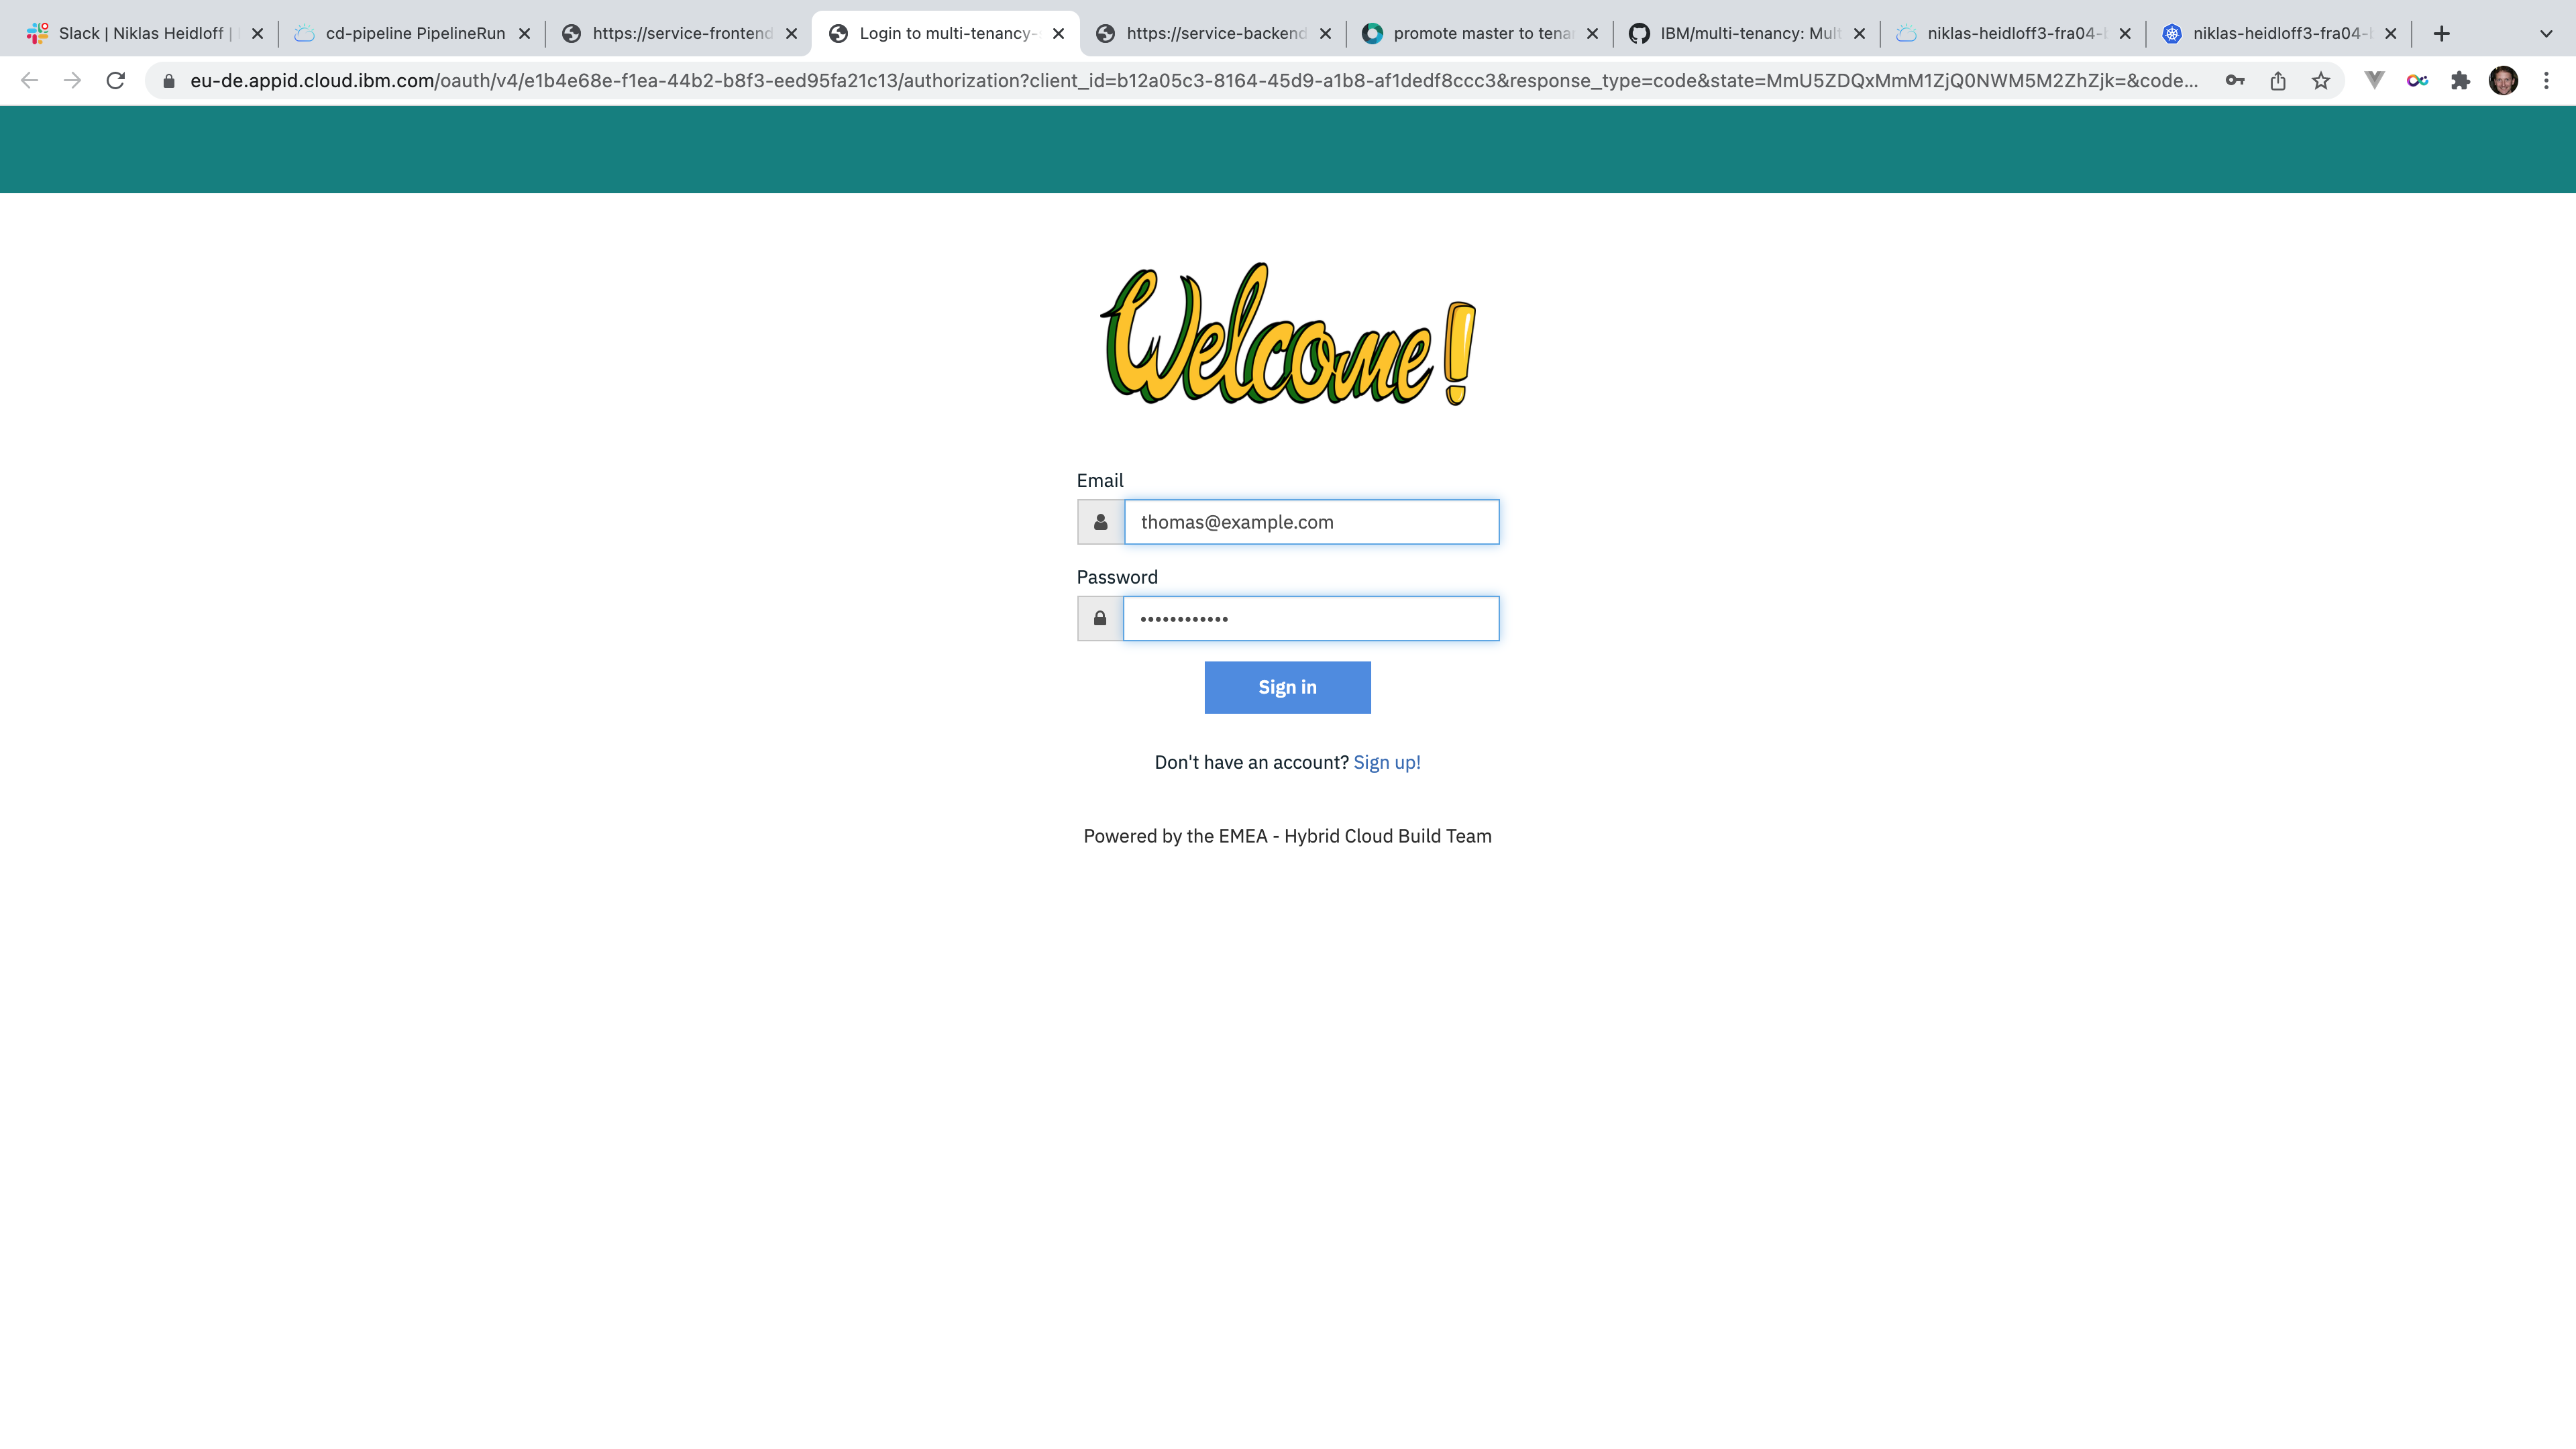 Slack | Niklas Heidloff |
cd-pipeline PipelineRun
https://service-frontend
Login to multi-tenancy-
https://service-backend
promote master to tena
IBM/multi-tenancy: Mult
niklas-heidloff3-fra04-
niklas-heidloff3-fra04-
eu-de.appid.cloud.ibm.com/oauth/v4/e1b4e68e-f1ea-44b2-b8f3-eed95fa21c13/authorization?client_id=b12a05c3-8164-45d9-a1b8-af1dedf8ccc3&response_type=code&state=MmU5ZDQxMmM1ZjQ0NWM5M2ZhZjk=&code...
Welcome!
Email
thomas@example.com
Password
••••••••••••
Sign in
Don't have an account? Sign up!
Powered by the EMEA - Hybrid Cloud Build Team